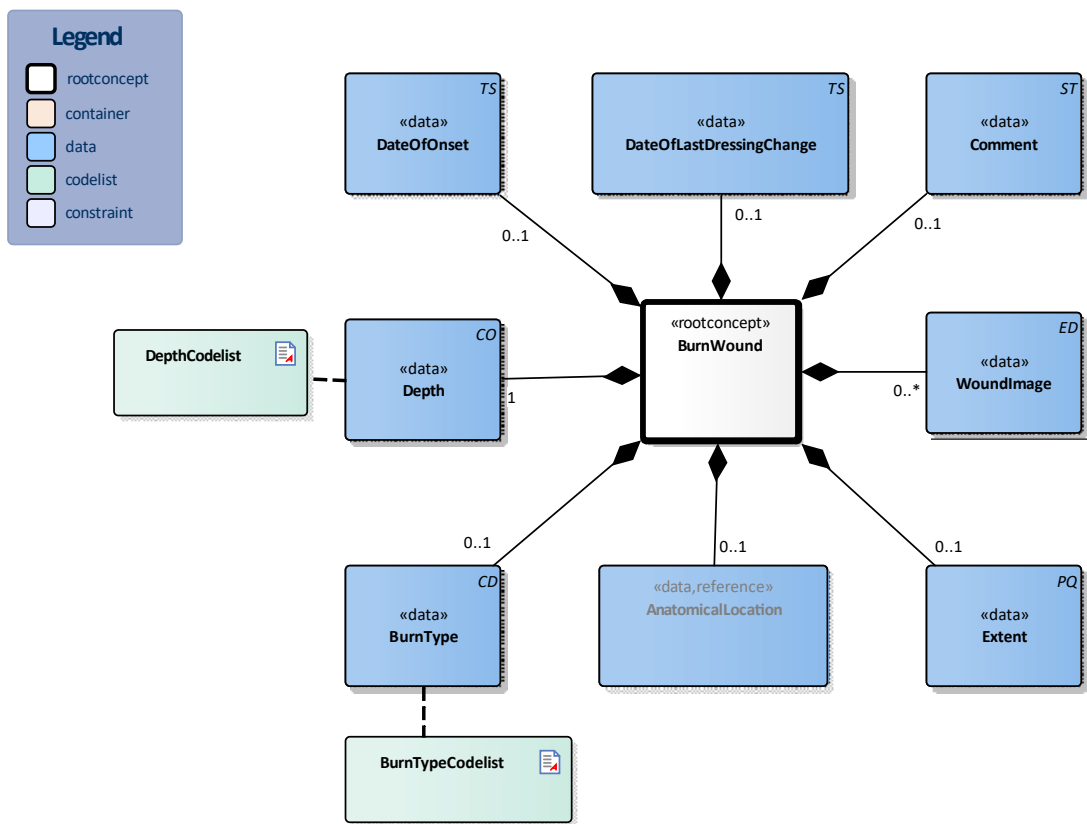 Legend
rootconcept
container
data
codelist
constraint
TS
«data»
DateOfOnset
TS
«data»
DateOfLastDressingChange
ST
«data»
Comment
0..1
0..1
0..1
«rootconcept»
BurnWound
DepthCodelist
CO
«data»
Depth
1
ED
«data»
WoundImage
0..*
0..1
0..1
0..1
CD
«data»
BurnType
«data,reference»
AnatomicalLocation
PQ
«data»
Extent
BurnTypeCodelist